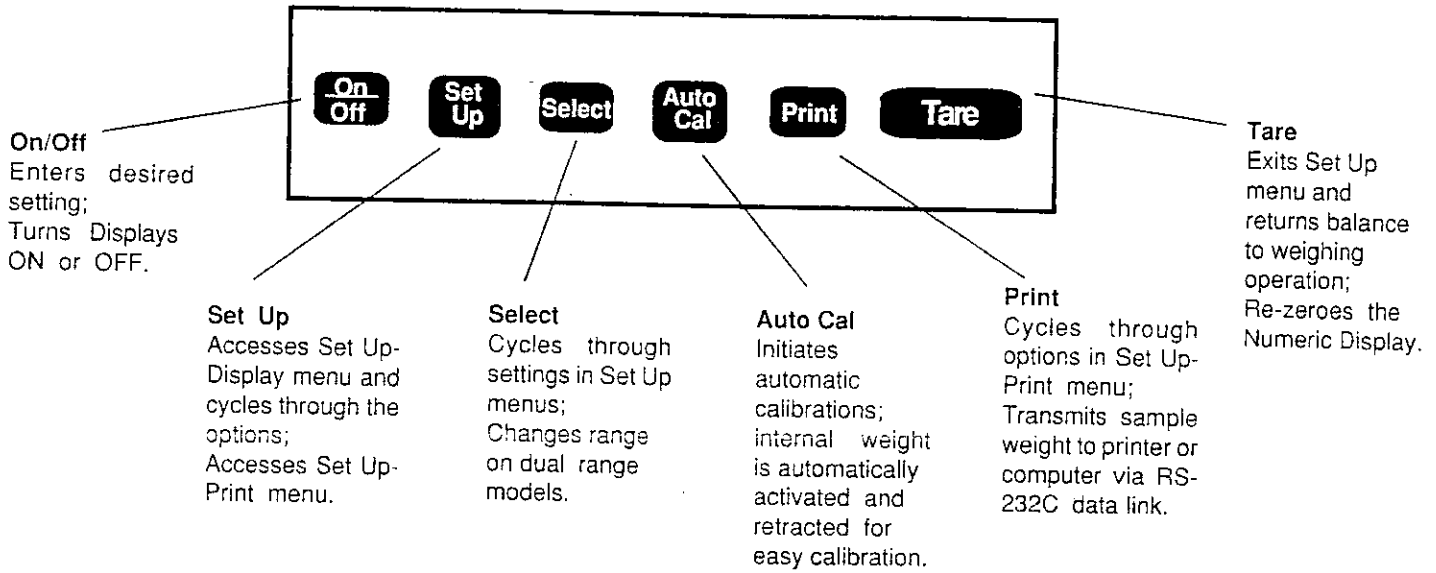 On
Off
Set
Up
Select
Auto
Cal
Print
Tare
On/Off
Enters desired
setting;
Turns Displays
ON or OFF.
Set Up
Accesses Set Up-
Display menu and
cycles through the
options;
Accesses Set Up-
Print menu.
Select
Cycles through
settings in Set Up
menus;
Changes range
on dual range
models.
Auto Cal
Initiates
automatic
calibrations;
internal weight
is automatically
activated and
retracted for
easy calibration.
Print
Cycles through
options in Set Up-
Print menu;
Transmits sample
weight to printer or
computer via RS-
232C data link.
Tare
Exits Set Up
menu and
returns balance
to weighing
operation;
Re-zeroes the
Numeric Display.